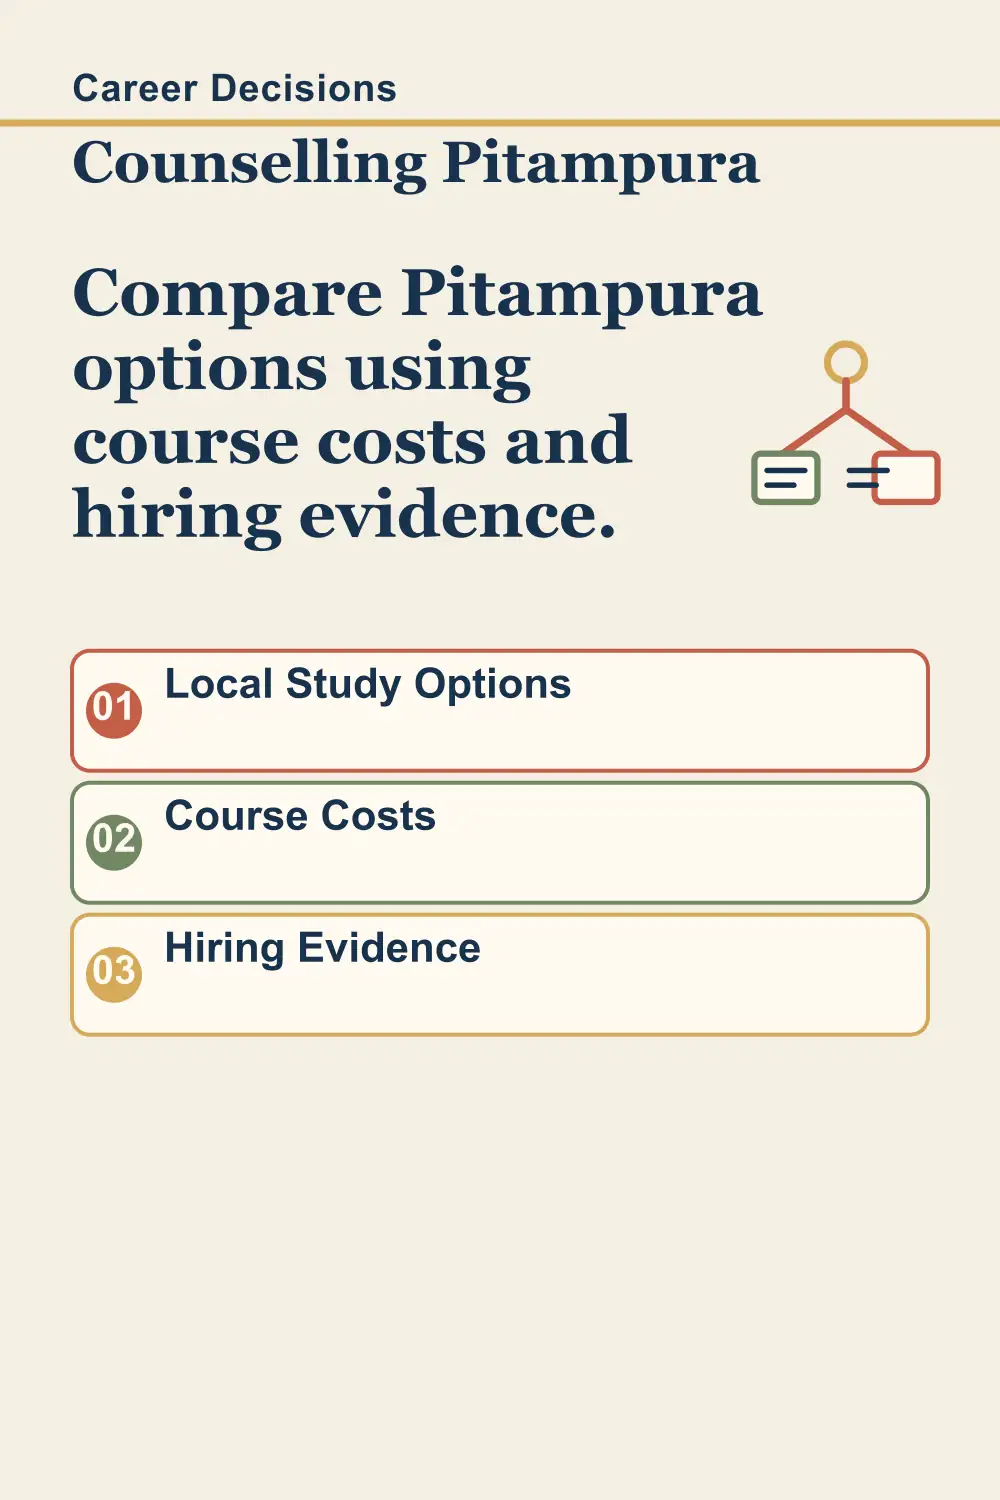 Career Decisions
Counselling Pitampura
Compare Pitampura
options using
course costs and
hiring evidence.
01 Local Study Options
02 Course Costs
03 Hiring Evidence